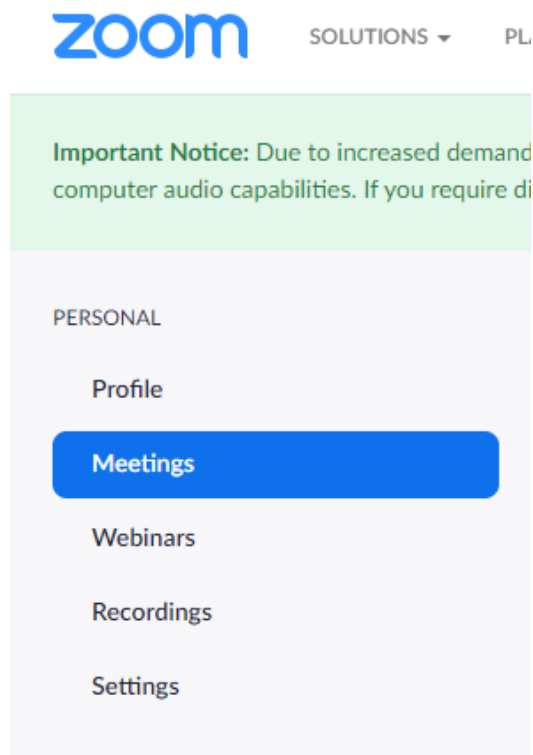 zoom SOLUTIONS
Important Notice: Due to increased demand
computer audio capabilities. If you require
PERSONAL
Profile
Meetings
Webinars
Recordings
Settings